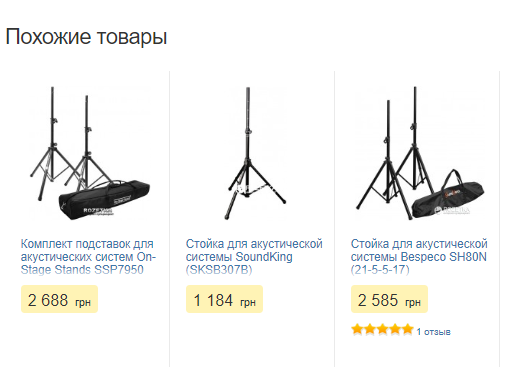 Похожие товары
Комплект подставок для
акустических систем On-
Stage Stands SSP7950
2 688 грн
Стойка для акустической
системы SoundKing
(SKSB307B)
1 184 грн
Стойка для акустической
системы Bespeco SH80N
(21-5-5-17)
2 585 грн
1 отзыв